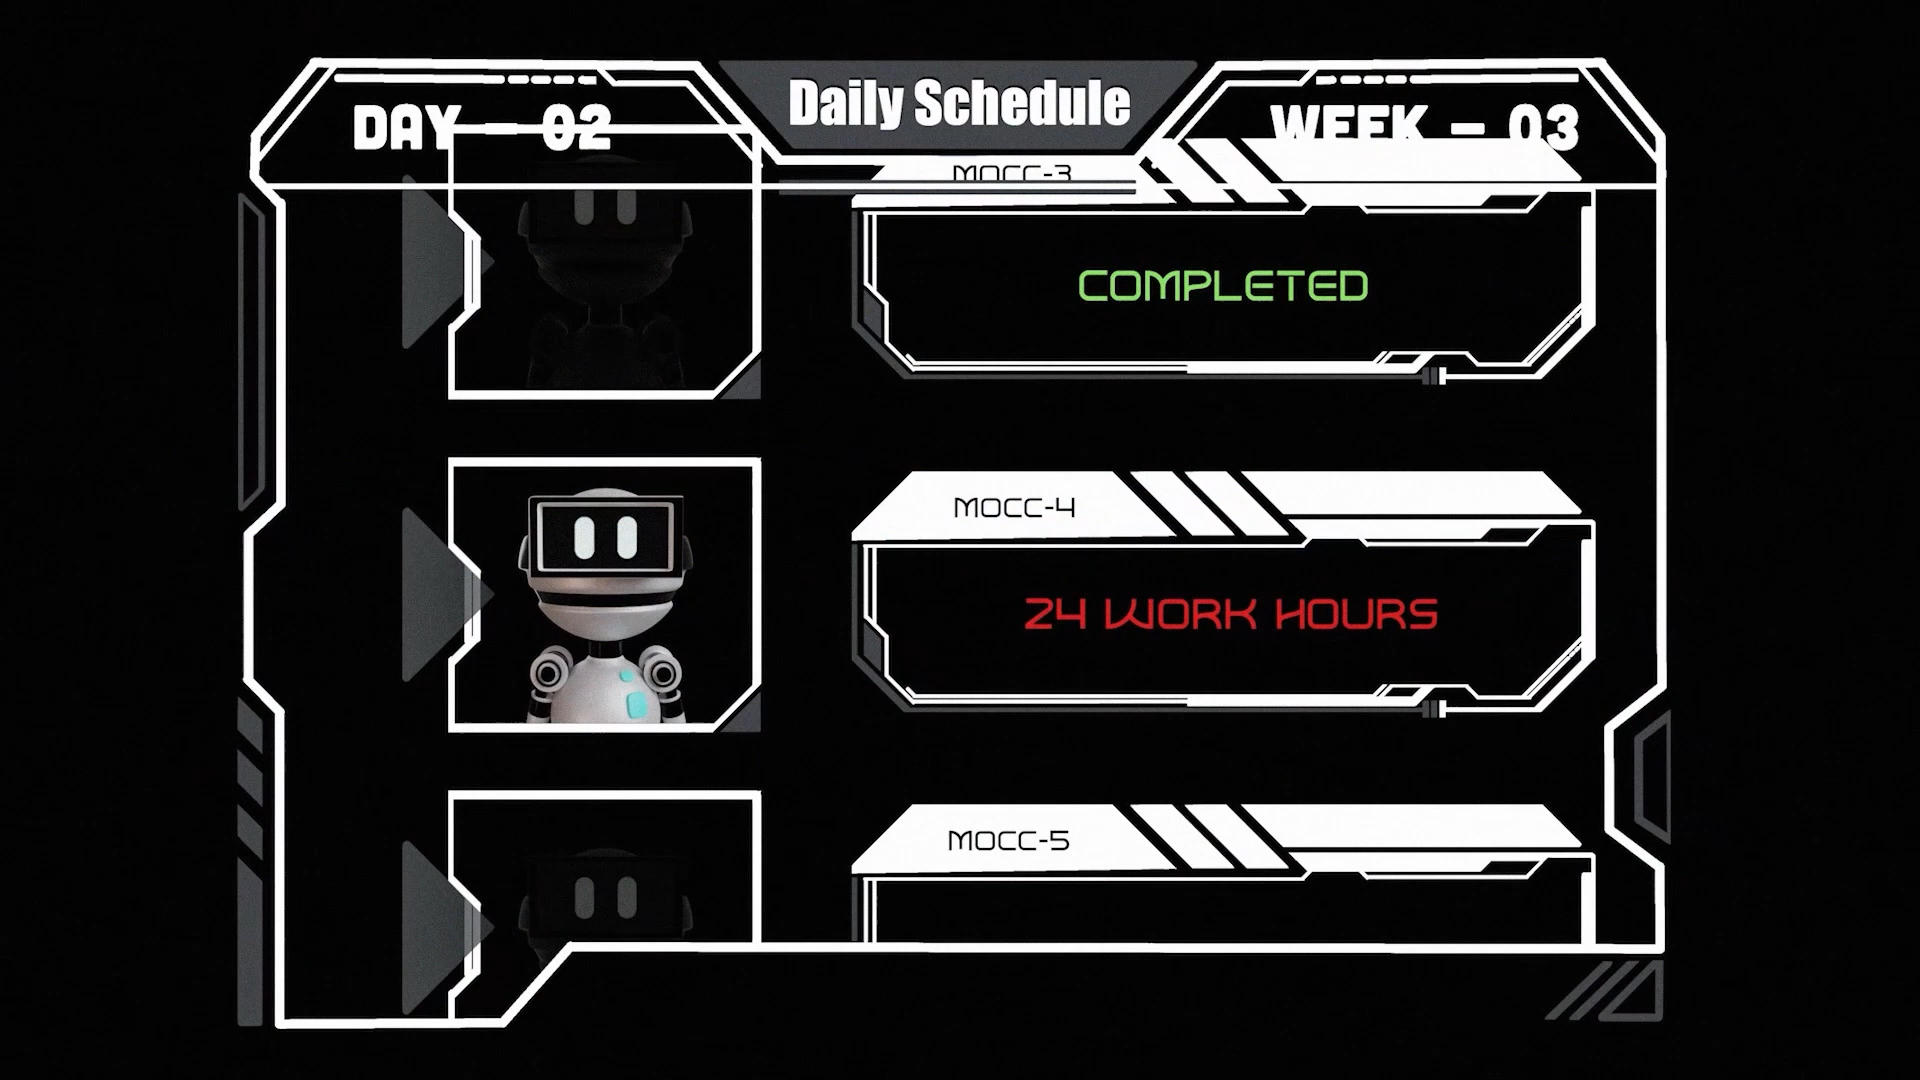 Daily Schedule
DAY – 02
WEEK – 03
MOCC-3
COMPLETED
MOCC-4
24 WORK HOURS
MOCC-5